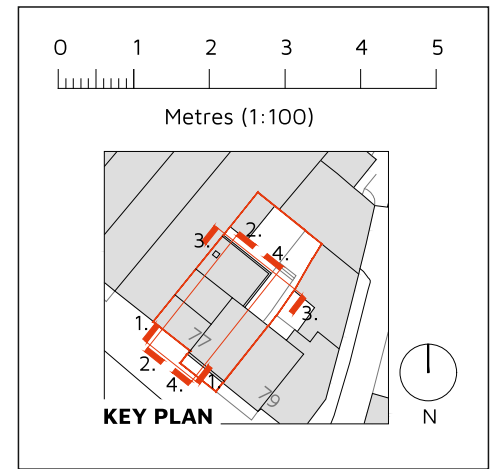 0 1 2 3 4 5
Metres (1:100)
2.
3.
4.
3.
1.
77
2.
4.
1.
79
KEY PLAN
N